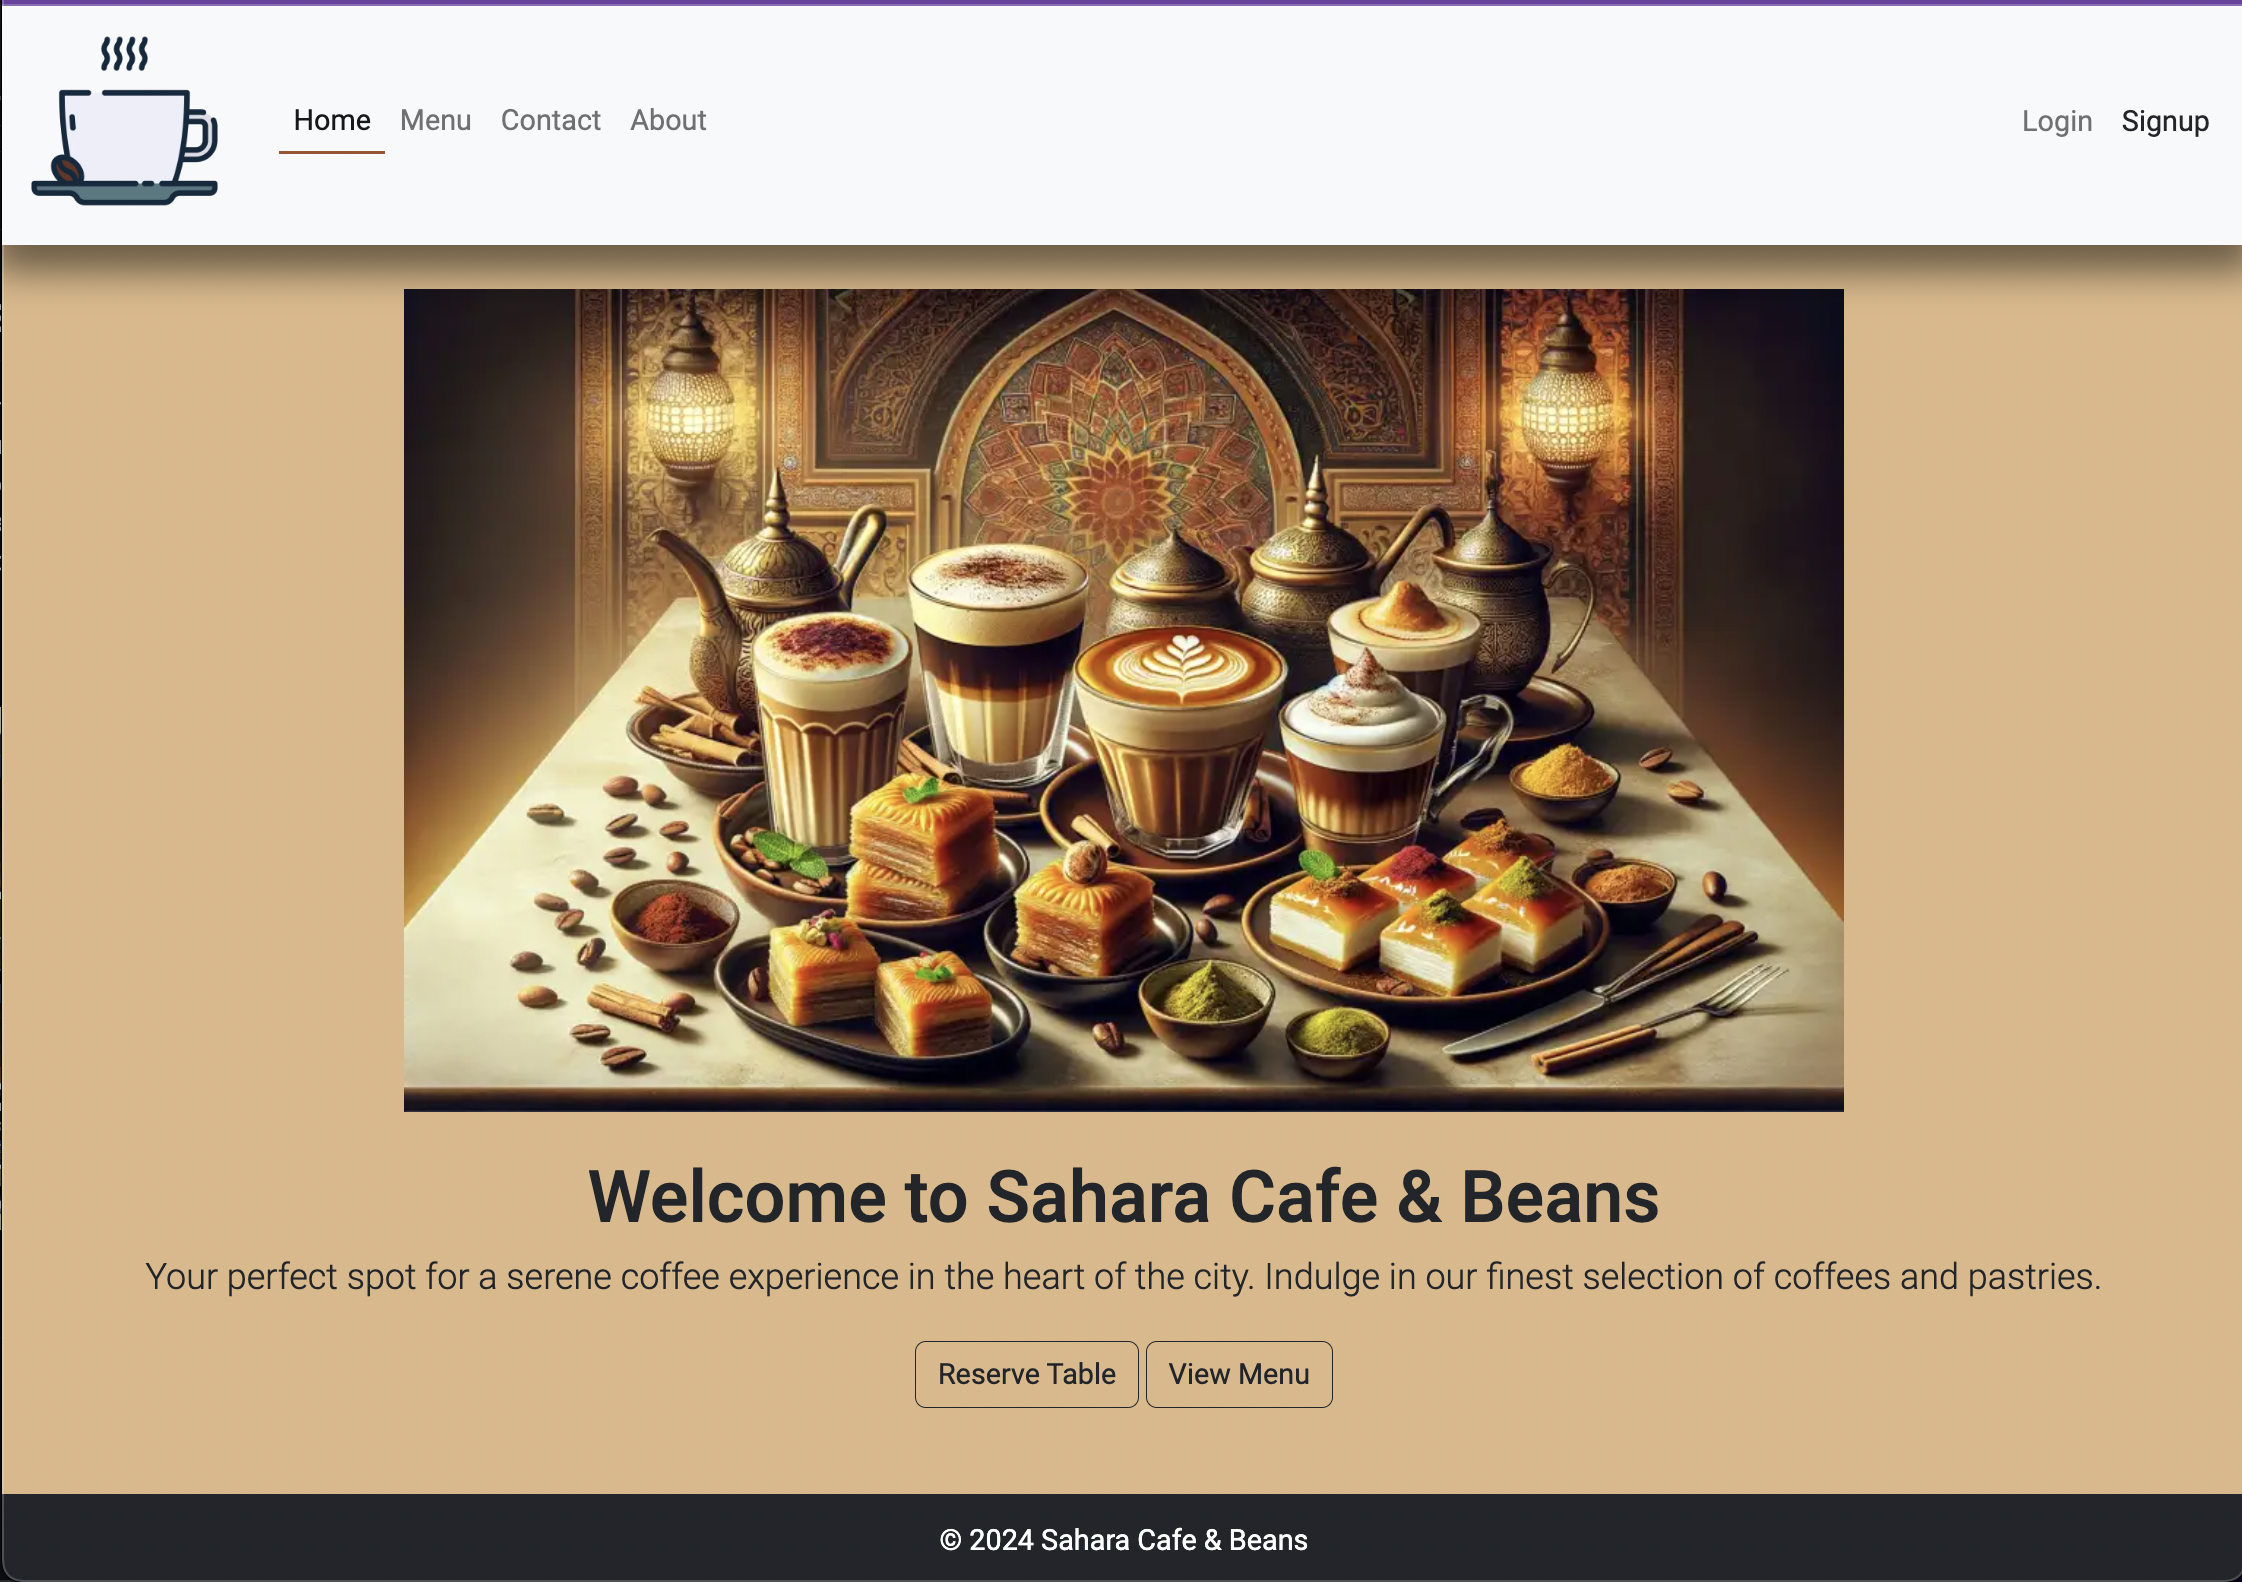 Home Menu Contact About Login Signup
Welcome to Sahara Cafe & Beans
Your perfect spot for a serene coffee experience in the heart of the city. Indulge in our finest selection of coffees and pastries.
Reserve Table View Menu
© 2024 Sahara Cafe & Beans